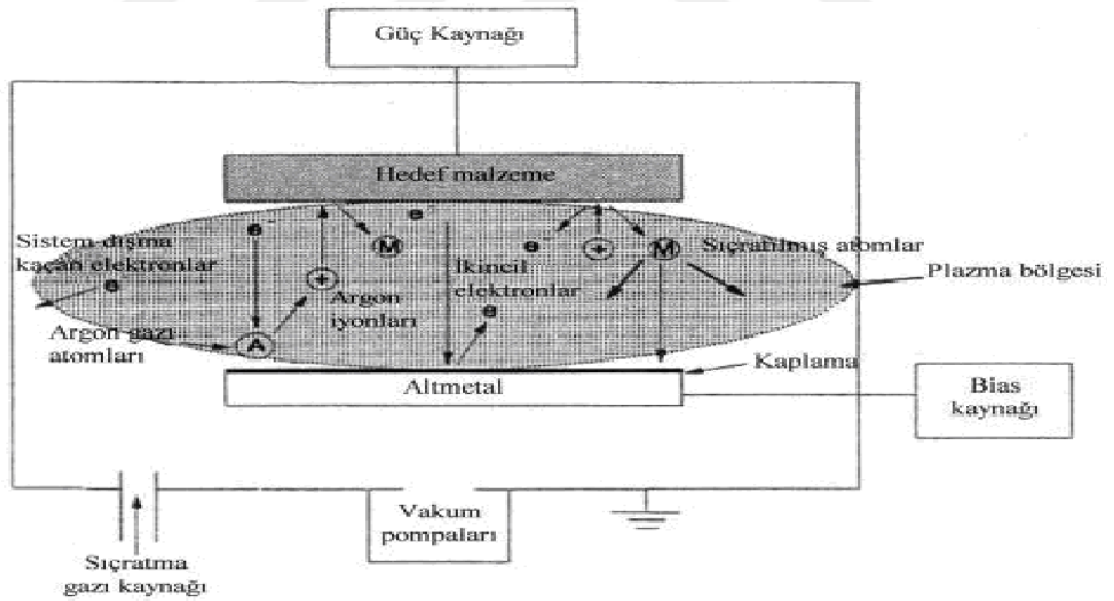 Güç Kaynağı
Hedef malzeme
e⁻
e
M
e
+
M
Sistem dışına
kaçan elektronlar
Sıçratılmış atomlar
Plazma bölgesi
e
+
İkincil
elektronlar
Argon
iyonları
e
Argon gazı
atomları
A
Kaplama
Altmetal
Bias
kaynağı
Vakum
pompaları
Sıçratma
gazı kaynağı